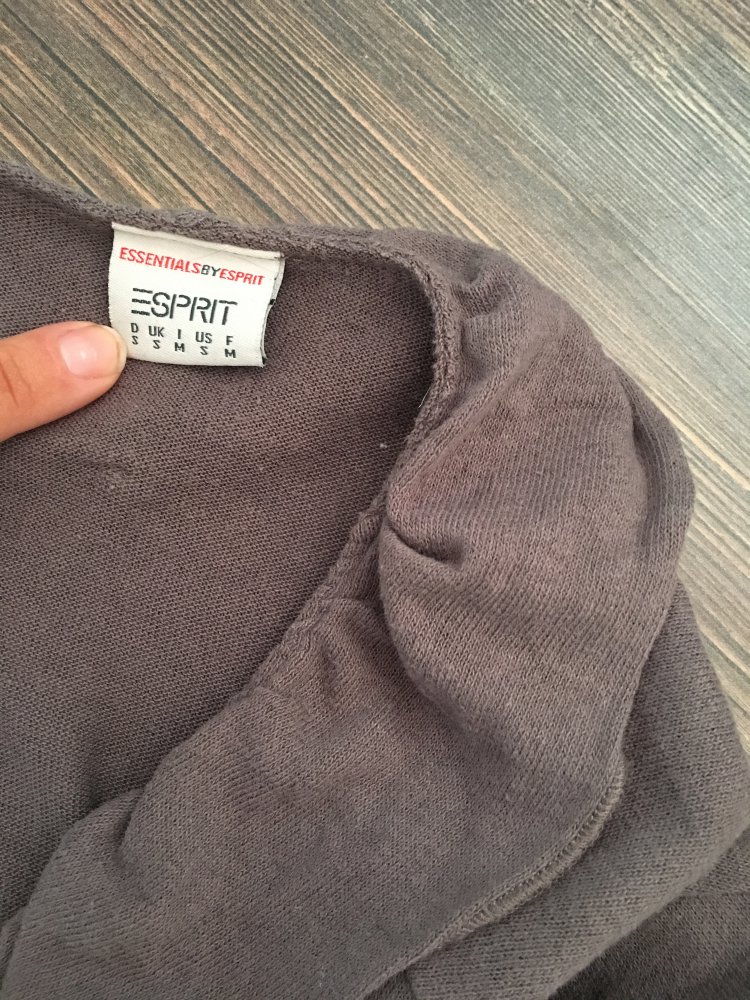 ESSENTIALSBYESPRIT
ESPRIT
D UK I US F
S S M S M